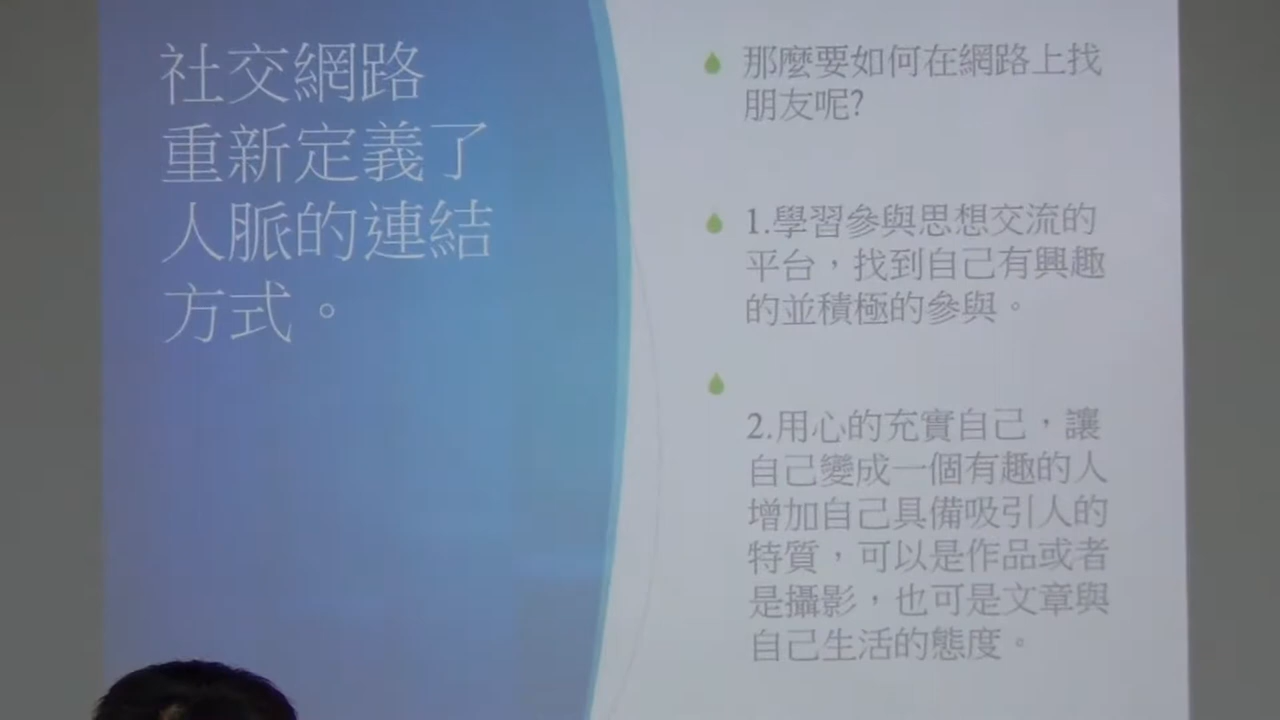 社交網路
重新定義了
人脈的連結
方式。
那麼要如何在網路上找
朋友呢?
1.學習參與思想交流的
平台，找到自己有興趣
的並積極的參與。
2.用心的充實自己，讓
自己變成一個有趣的人
增加自己具備吸引人的
特質，可以是作品或者
是攝影，也可是文章與
自己生活的態度。